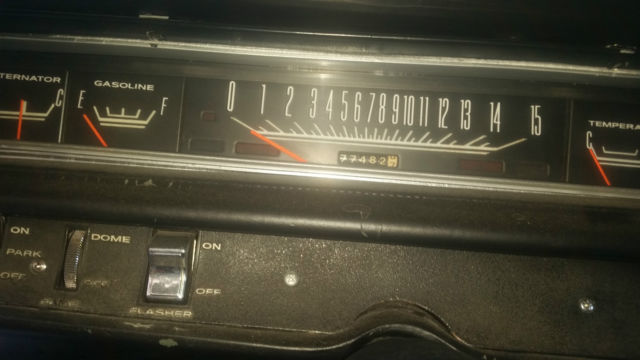 TERNATOR
C
GASOLINE
E F
0 1 2 3 4 5 6 7 8 9 10 11 12 13 14 15
77482
TEMPERA
C
ON
PARK
OFF
DOME
ON
OFF
FLASHER